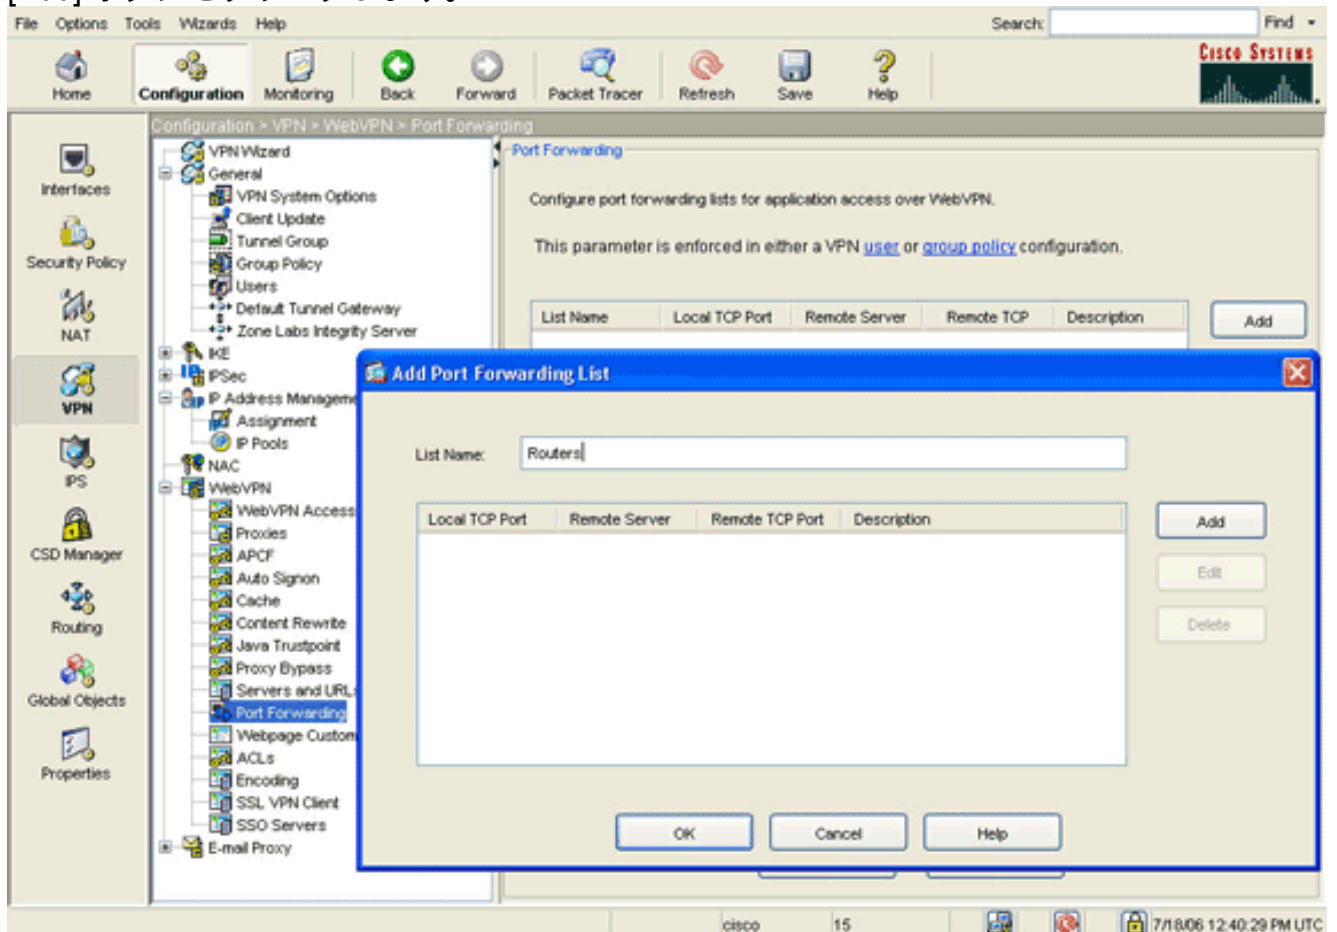 File Options Tools Wizards Help Search: Find
Home Configuration Monitoring Back Forward Packet Tracer Refresh Save Help
CISCO SYSTEMS
Configuration > VPN > WebVPN > Port Forwarding
Interfaces
Security Policy
NAT
VPN
IPS
CSD Manager
Routing
Global Objects
Properties
VPN Wizard
General
VPN System Options
Client Update
Tunnel Group
Group Policy
Users
Default Tunnel Gateway
Zone Labs Integrity Server
IKE
IPSec
IP Address Manageme
Assignment
IP Pools
NAC
WebVPN
WebVPN Access
Proxies
APCF
Auto Signon
Cache
Content Rewrite
Java Trustpoint
Proxy Bypass
Servers and URLs
Port Forwarding
Webpage Custom
ACLs
Encoding
SSL VPN Client
SSO Servers
E-mail Proxy
Port Forwarding
Configure port forwarding lists for application access over WebVPN.
This parameter is enforced in either a VPN user or group policy configuration.
List Name Local TCP Port Remote Server Remote TCP Description
Add
Add Port Forwarding List
List Name: Routers
Local TCP Port Remote Server Remote TCP Port Description
Add
Edit
Delete
OK Cancel Help
cisco 15 7/18/06 12:40:29 PM UTC